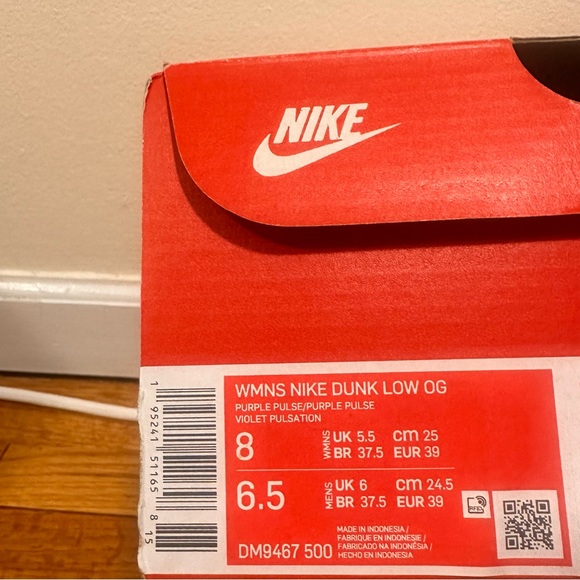 NIKE
WMNS NIKE DUNK LOW OG
PURPLE PULSE/PURPLE PULSE
VIOLET PULSATION
8 WMNS UK 5.5 cm 25
BR 37.5 EUR 39
6.5 MENS UK 6 cm 24.5
BR 37.5 EUR 39
RFID
MADE IN INDONESIA/
FABRIQUE EN INDONESIE/
FABRICADO NA INDONÉSIA/
HECHO EN INDONESIA
DM9467 500
1 95241 51165 8 15